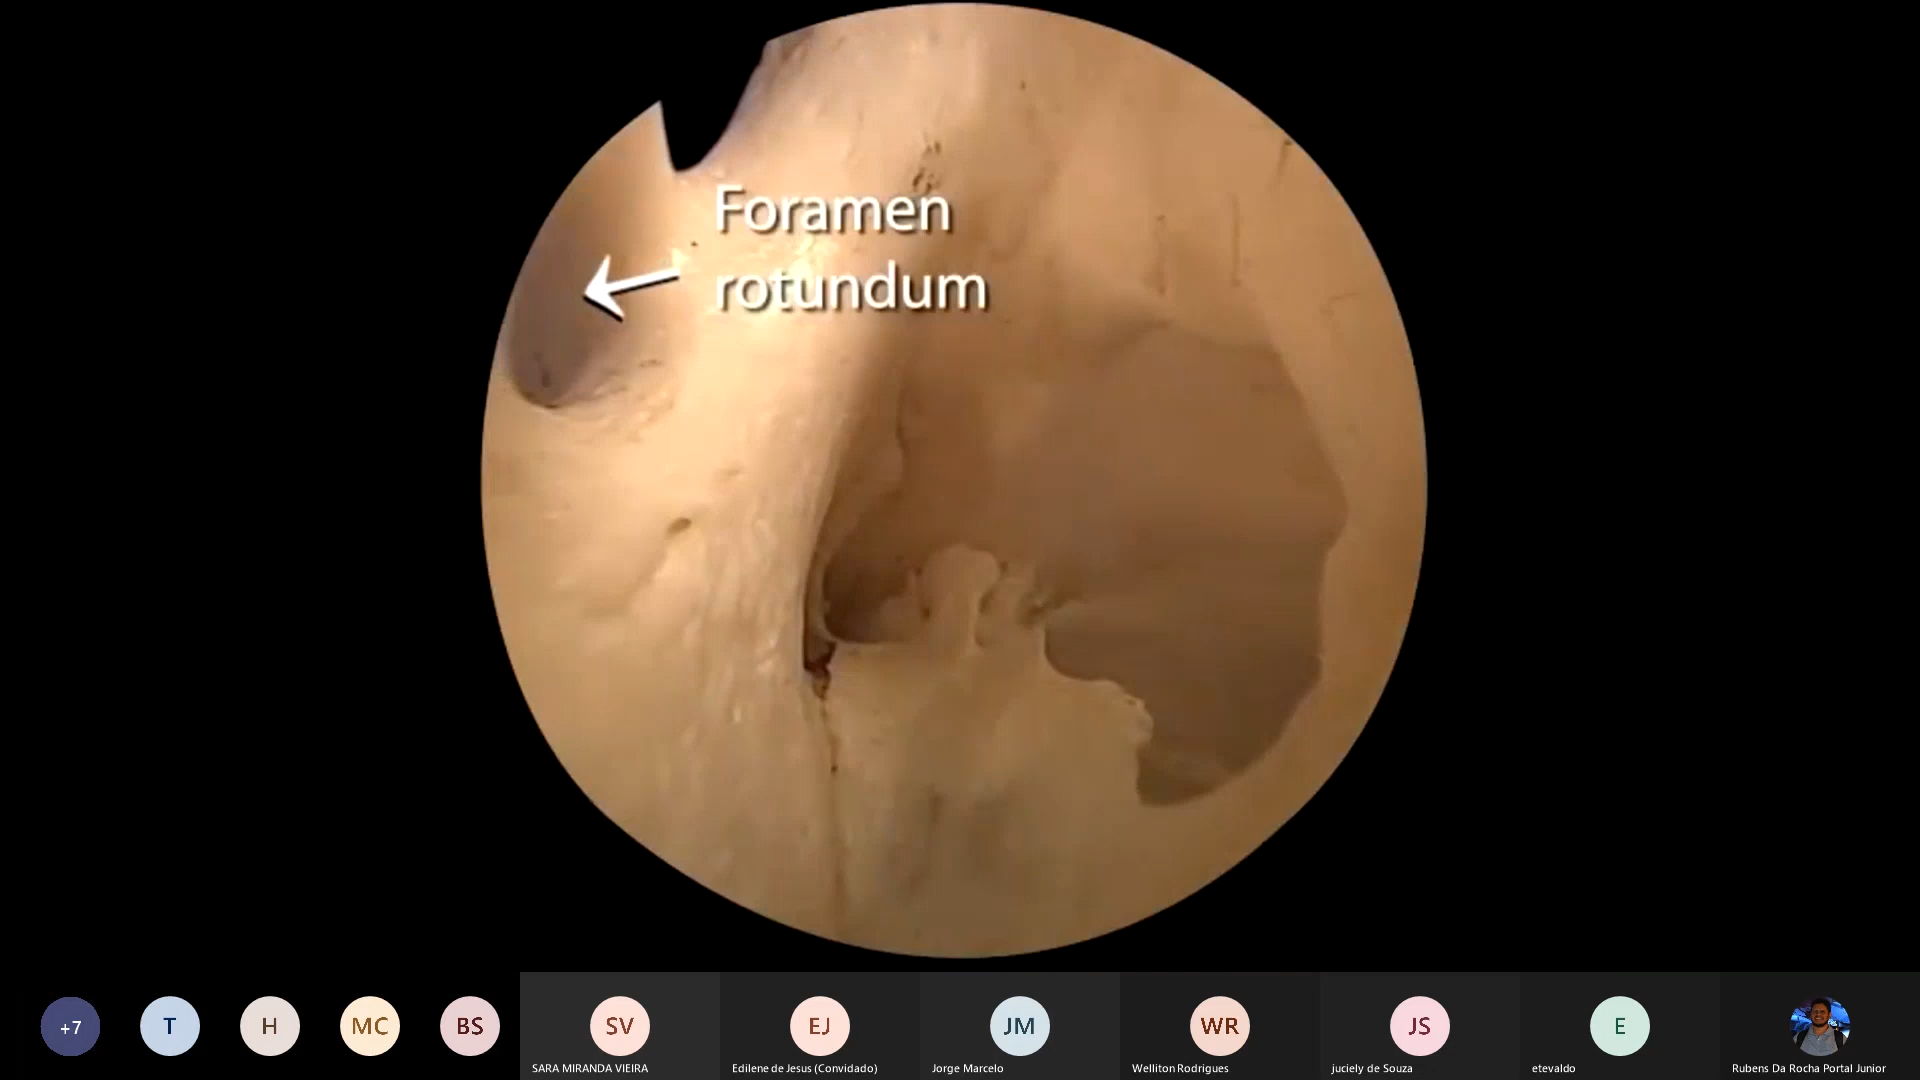 Foramen
rotundum
+7
T
H
MC
BS
SV
EJ
JM
WR
JS
E
SARA MIRANDA VIEIRA
Edilene de Jesus (Convidado)
Jorge Marcelo
Welliton Rodrigues
juciely de Souza
etevaldo
Rubens Da Rocha Portal Junior